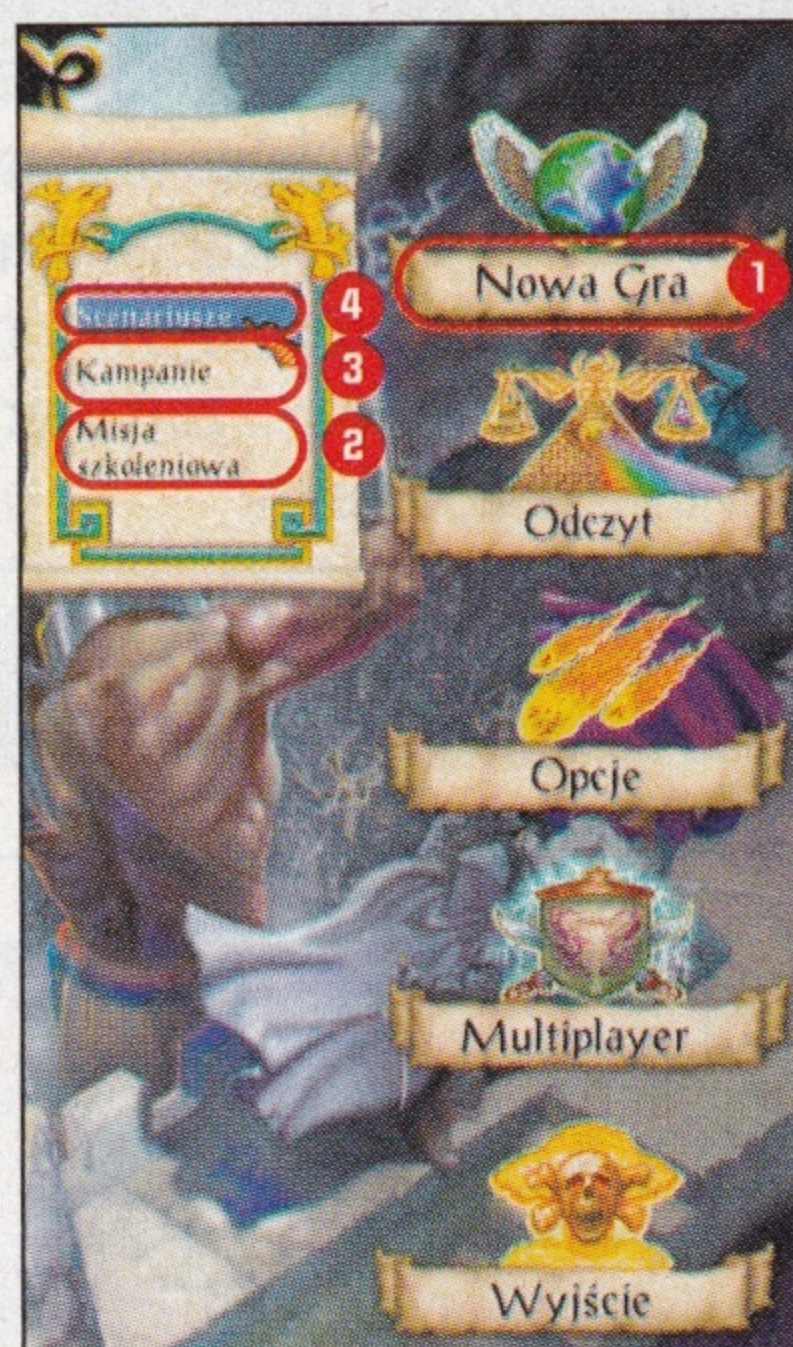 Nowa Gra 1
Scenariusze 4
Kampanie 3
Misja
szkoleniowa 2
Odczyt
Opcje
Multiplayer
Wyjście